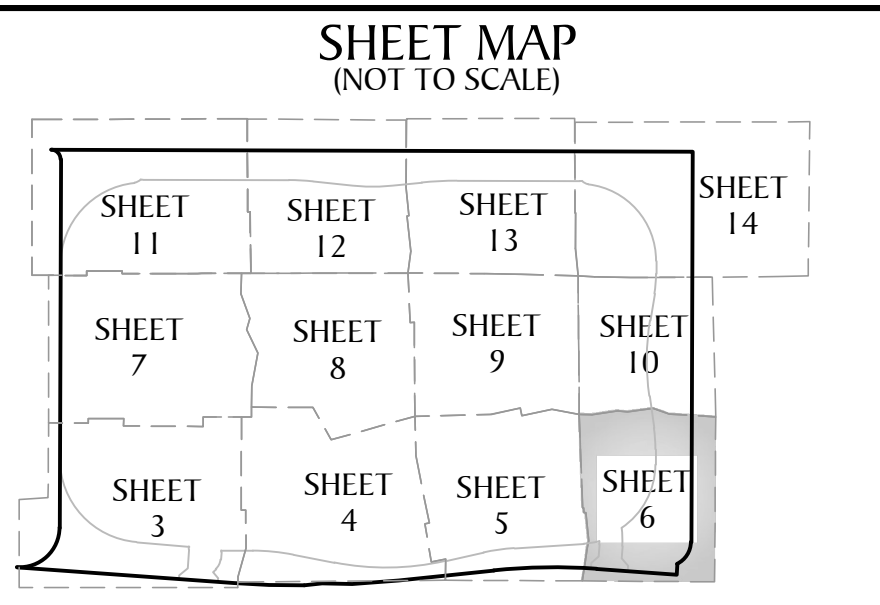 SHEET MAP
(NOT TO SCALE)
SHEET
14
SHEET
11
SHEET
12
SHEET
13
SHEET
7
SHEET
8
SHEET
9
SHEET
10
SHEET
3
SHEET
4
SHEET
5
SHEET
6